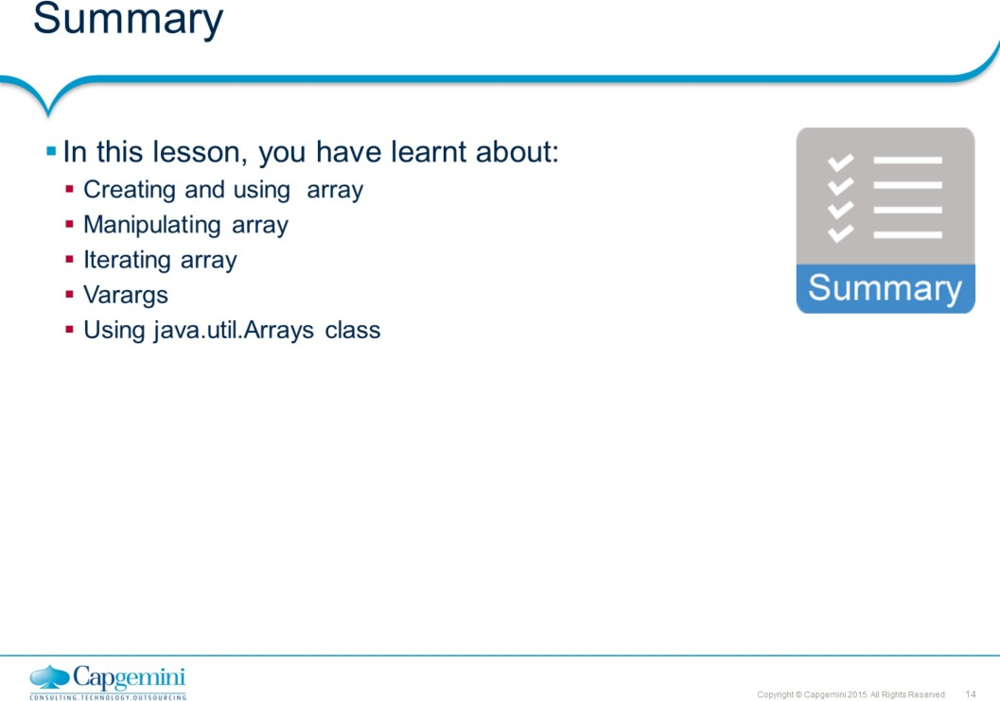 Summary
In this lesson, you have learnt about:
Creating and using array
Manipulating array
Iterating array
Varargs
Using java.util.Arrays class
Summary
Capgemini
CONSULTING.TECHNOLOGY.OUTSOURCING
Copyright © Capgemini 2015. All Rights Reserved 14